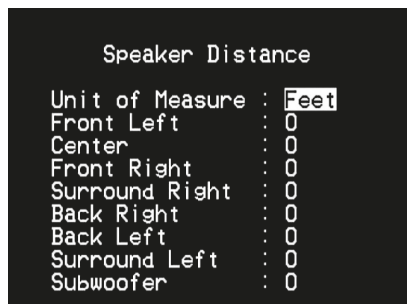 Speaker Distance
Unit of Measure : Feet
Front Left : 0
Center : 0
Front Right : 0
Surround Right : 0
Back Right : 0
Back Left : 0
Surround Left : 0
Subwoofer : 0